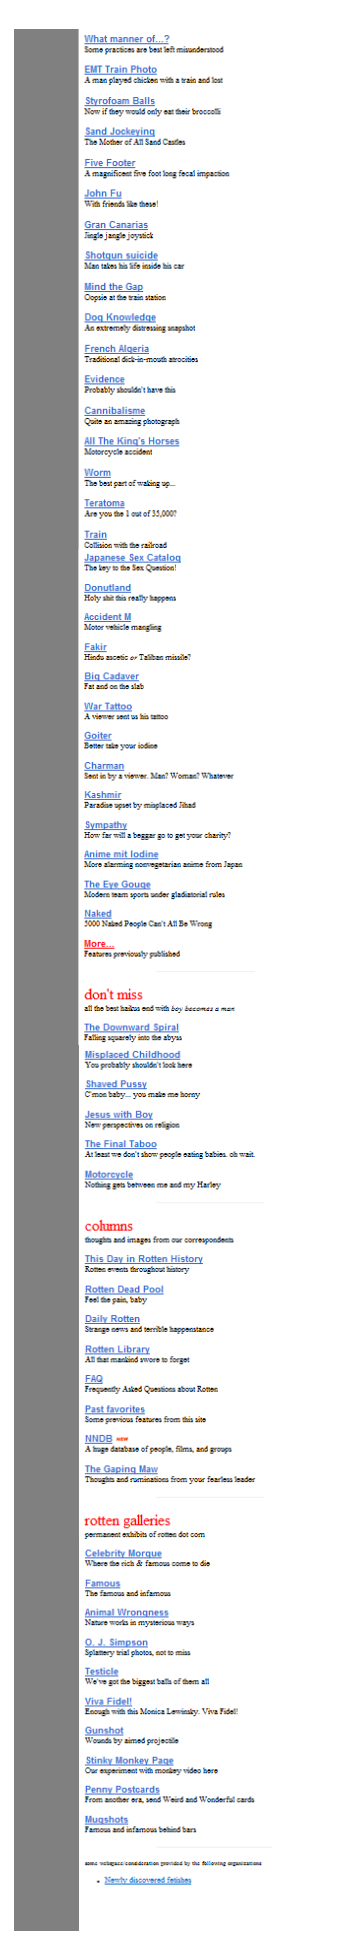 What manner of...?
Some practices are best left misunderstood
EMT Train Photo
A man played chicken with a train and lost
Styrofoam Balls
Now if they would only eat their broccolli
Sand Jockeying
The Mother of All Sand Castles
Five Footer
A magnificent five foot long fecal impaction
John Fu
With friends like these!
Gran Canarias
Jingle jangle joystick
Shotgun suicide
Man takes his life inside his car
Mind the Gap
Oopsie at the train station
Dog Knowledge
An extremely distressing snapshot
French Algeria
Traditional dick-in-mouth atrocities
Evidence
Probably shouldn't have this
Cannibalisme
Quite an amazing photograph
All The King's Horses
Motorcycle accident
Worm
The best part of waking up...
Teratoma
Are you the 1 out of 35,000?
Train
Collision with the railroad
Japanese Sex Catalog
The key to the Sex Question!
Donutland
Holy shit this really happens
Accident M
Motor vehicle mangling
Fakir
Hindu ascetic or Taliban missile?
Big Cadaver
Fat and on the slab
War Tattoo
A viewer sent us his tattoo
Goiter
Better take your iodine
Charman
Sent in by a viewer. Man? Woman? Whatever
Kashmir
Paradise upset by misplaced Jihad
Sympathy
How far will a beggar go to get your charity?
Anime mit Iodine
More alarming nonvegetarian anime from Japan
The Eye Gouge
Modern team sports under gladiatorial rules
Naked
5000 Naked People Can't All Be Wrong
More...
Features previously published
don't miss
all the best haikus end with boy becomes a man
The Downward Spiral
Falling squarely into the abyss
Misplaced Childhood
You probably shouldn't look here
Shaved Pussy
C'mon baby... you make me horny
Jesus with Boy
New perspectives on religion
The Final Taboo
At least we don't show people eating babies. oh wait.
Motorcycle
Nothing gets between me and my Harley
columns
thoughts and images from our correspondents
This Day in Rotten History
Rotten events throughout history
Rotten Dead Pool
Feel the pain, baby
Daily Rotten
Strange news and terrible happenstance
Rotten Library
All that mankind swore to forget
FAQ
Frequently Asked Questions about Rotten
Past favorites
Some previous features from this site
NNDB NEW
A huge database of people, films, and groups
The Gaping Maw
Thoughts and ruminations from your fearless leader
rotten galleries
permanent exhibits of rotten dot com
Celebrity Morgue
Where the rich & famous come to die
Famous
The famous and infamous
Animal Wrongness
Nature works in mysterious ways
O. J. Simpson
Splattery trial photos, not to miss
Testicle
We've got the biggest balls of them all
Viva Fidel!
Enough with this Monica Lewinsky. Viva Fidel!
Gunshot
Wounds by aimed projectile
Stinky Monkey Page
Our experiment with monkey video here
Penny Postcards
From another era, send Weird and Wonderful cards
Mugshots
Famous and infamous behind bars
some webspace/consideration provided by the following organizations
• Newly discovered fetishes